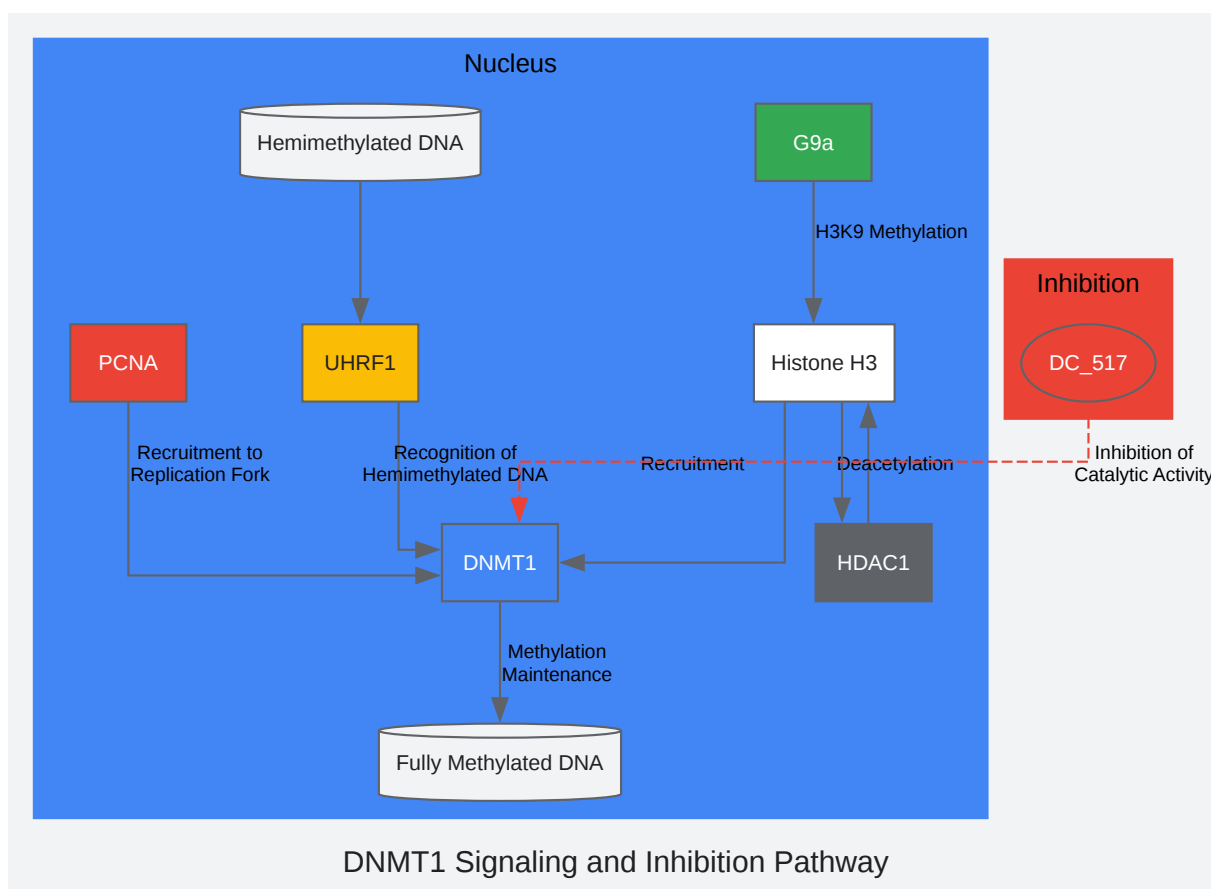 Nucleus
Hemimethylated DNA
G9a
H3K9 Methylation
Inhibition
PCNA
UHRF1
Histone H3
DC_517
Recruitment to
Replication Fork
Recognition of
Hemimethylated DNA
Recruitment
Deacetylation
Inhibition of
Catalytic Activity
DNMT1
HDAC1
Methylation
Maintenance
Fully Methylated DNA
DNMT1 Signaling and Inhibition Pathway